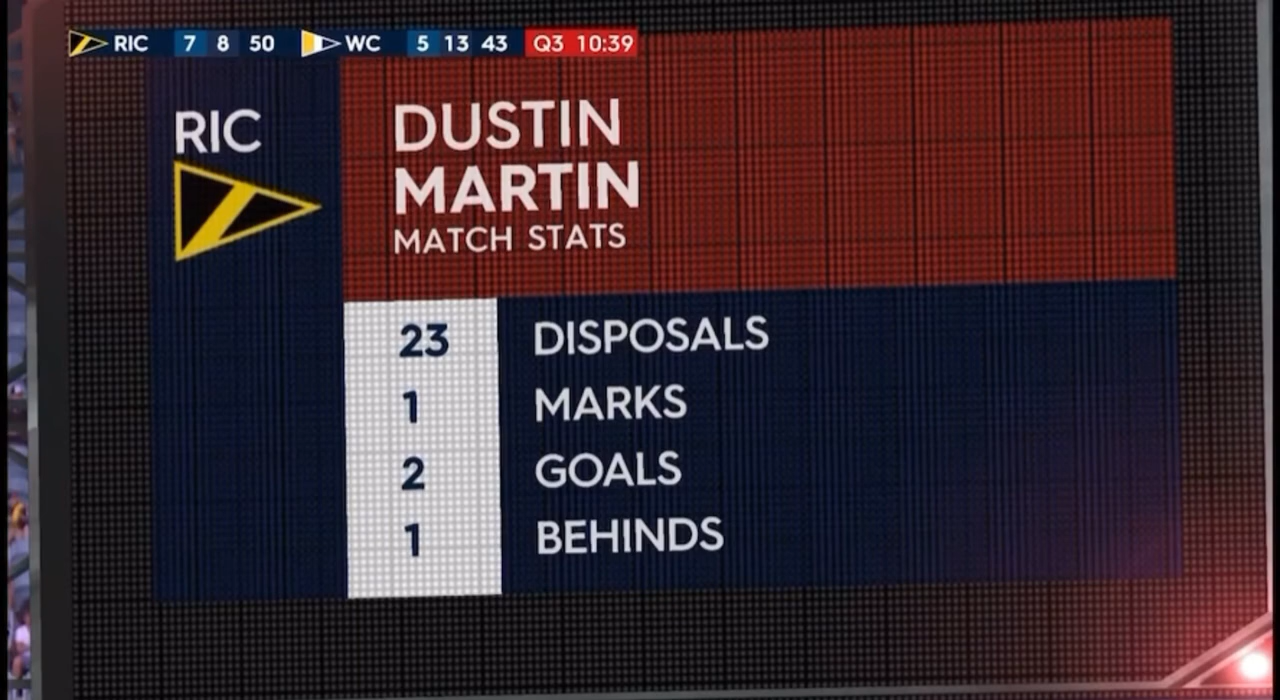 RIC 7 8 50 WC 5 13 43 Q3 10:39
RIC
DUSTIN
MARTIN
MATCH STATS
23 DISPOSALS
1 MARKS
2 GOALS
1 BEHINDS